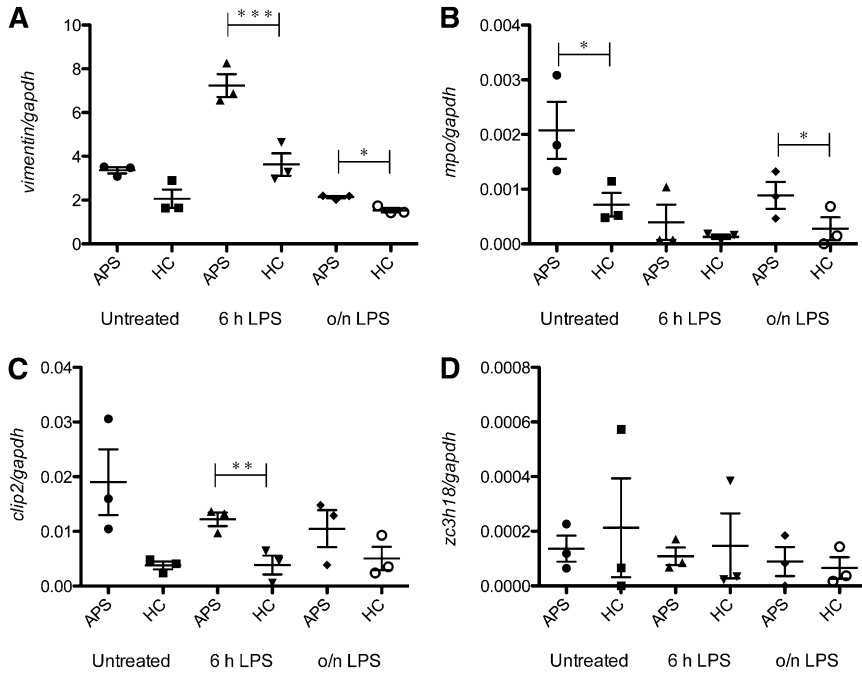 A
vimentin/gapdh
10
8
6
4
2
0
***
*
APS HC APS HC APS HC
Untreated 6 h LPS o/n LPS
B
mpo/gapdh
0.004
0.003
0.002
0.001
0.000
*
*
APS HC APS HC APS HC
Untreated 6 h LPS o/n LPS
C
clip2/gapdh
0.04
0.03
0.02
0.01
0.00
**
APS HC APS HC APS HC
Untreated 6 h LPS o/n LPS
D
zc3h18/gapdh
0.0008
0.0006
0.0004
0.0002
0.0000
APS HC APS HC APS HC
Untreated 6 h LPS o/n LPS